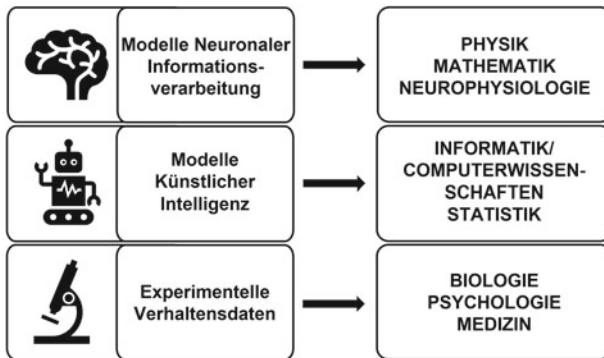 Modelle Neuronaler
Informations-
verarbeitung
PHYSIK
MATHEMATIK
NEUROPHYSIOLOGIE
Modelle
Künstlicher
Intelligenz
INFORMATIK/
COMPUTERWISSEN-
SCHAFTEN
STATISTIK
Experimentelle
Verhaltensdaten
BIOLOGIE
PSYCHOLOGIE
MEDIZIN